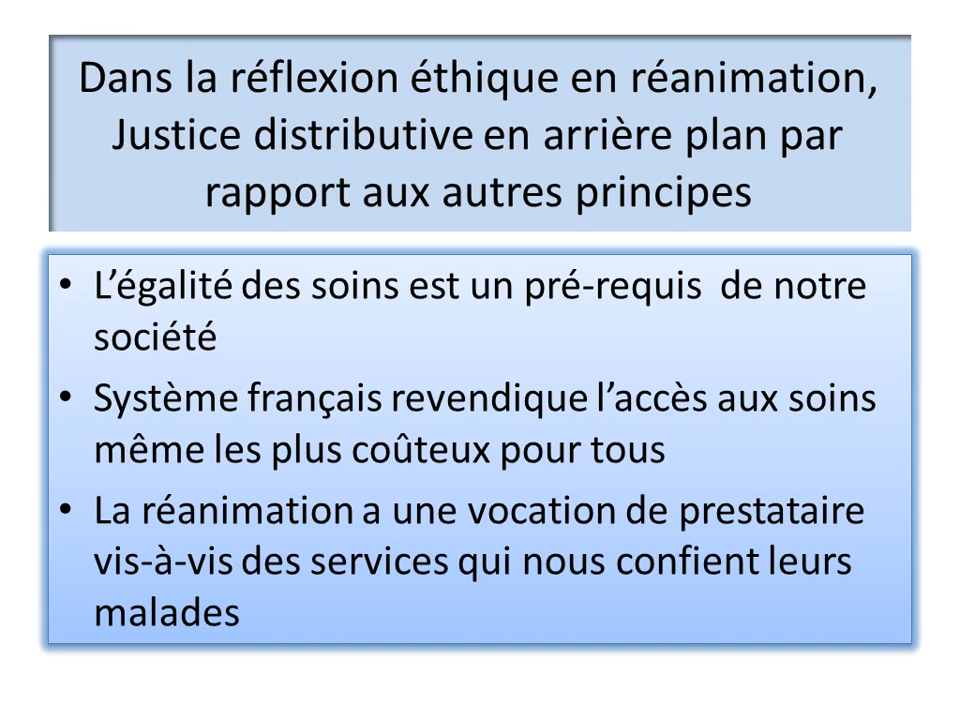 Dans la réflexion éthique en réanimation,
Justice distributive en arrière plan par
rapport aux autres principes
• L’égalité des soins est un pré-requis  de notre
société
• Système français revendique l’accès aux soins
même les plus coûteux pour tous
• La réanimation a une vocation de prestataire
vis-à-vis des services qui nous confient leurs
malades